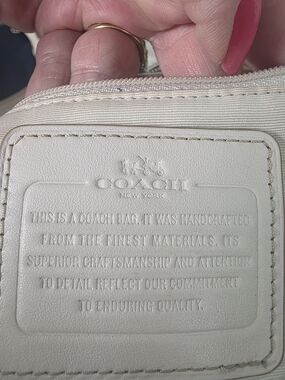 COACH
NEW YORK
THIS IS A COACH BAG. IT WAS HANDCRAFTED
FROM THE FINEST MATERIALS. ITS
SUPERIOR CRAFTSMANSHIP AND ATTENTION
TO DETAIL REFLECT OUR COMMITMENT
TO ENDURING QUALITY.